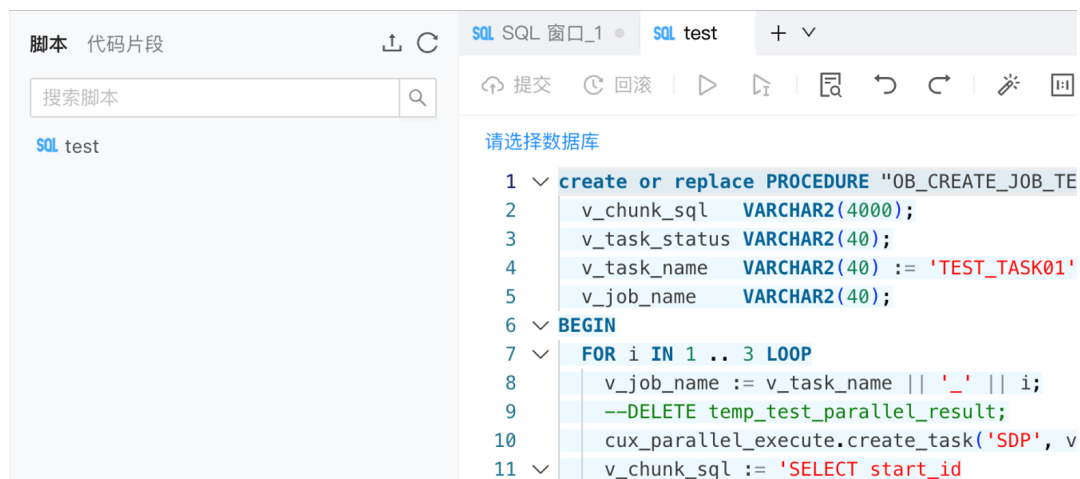 脚本 代码片段
搜索脚本
SQL test
SQL SQL 窗口_1 SQL test
提交 回滚
请选择数据库
1 create or replace PROCEDURE "OB_CREATE_JOB_TE
2 v_chunk_sql VARCHAR2(4000);
3 v_task_status VARCHAR2(40);
4 v_task_name VARCHAR2(40) := 'TEST_TASK01'
5 v_job_name VARCHAR2(40);
6 BEGIN
7 FOR i IN 1 .. 3 LOOP
8 v_job_name := v_task_name || '_' || i;
9 --DELETE temp_test_parallel_result;
10 cux_parallel_execute.create_task('SDP', v
11 v_chunk_sql := 'SELECT start_id